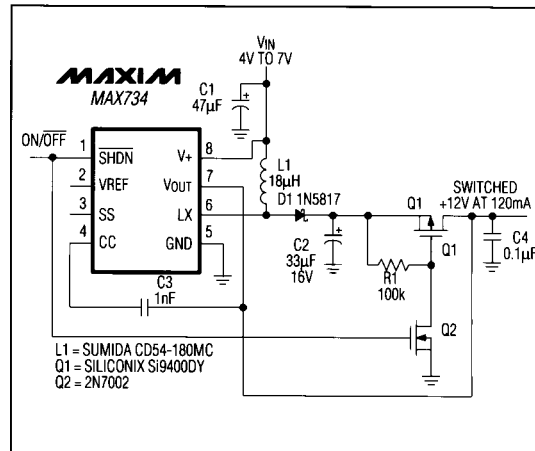 VIN
4V TO 7V
MAXIM
MAX734
C1
47µF
+
ON/OFF
1
SHDN
V+
8
2
VREF
VOUT
7
3
SS
LX
6
4
CC
GND
5
L1
18µH
D1 1N5817
C2
33µF
16V
+
Q1
SWITCHED
+12V AT 120mA
Q1
C4
0.1µF
R1
100k
C3
1nF
Q2
L1 = SUMIDA CD54-180MC
Q1 = SILICONIX Si9400DY
Q2 = 2N7002